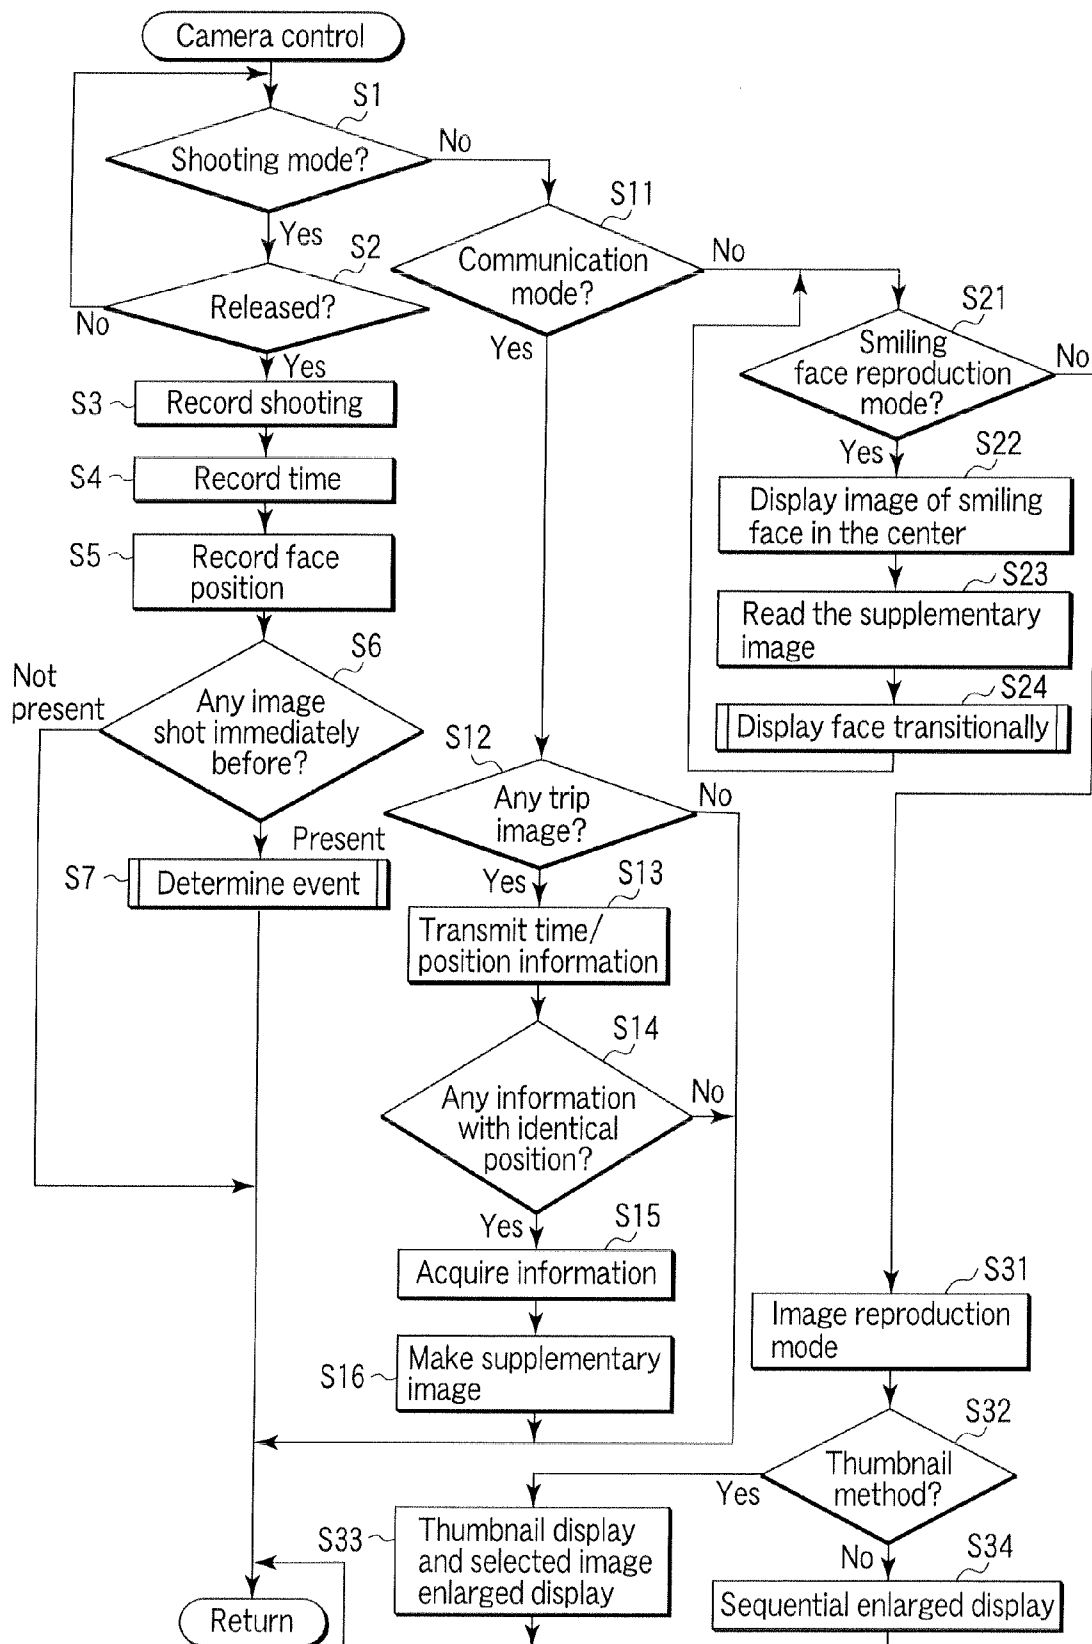 Camera control
S1
Shooting mode?
No
Yes
S2
Released?
No
Yes
S3
Record shooting
S4
Record time
S5
Record face
position
S6
Any image
shot immediately
before?
Not
present
Present
S7
Determine event
S11
Communication
mode?
No
Yes
S12
Any trip
image?
No
Yes
S13
Transmit time/
position information
S14
Any information
with identical
position?
No
Yes
S15
Acquire information
S16
Make supplementary
image
S21
Smiling
face reproduction
mode?
No
Yes
S22
Display image of smiling
face in the center
S23
Read the supplementary
image
S24
Display face transitionally
S31
Image reproduction
mode
S32
Thumbnail
method?
Yes
No
S33
Thumbnail display
and selected image
enlarged display
S34
Sequential enlarged display
Return